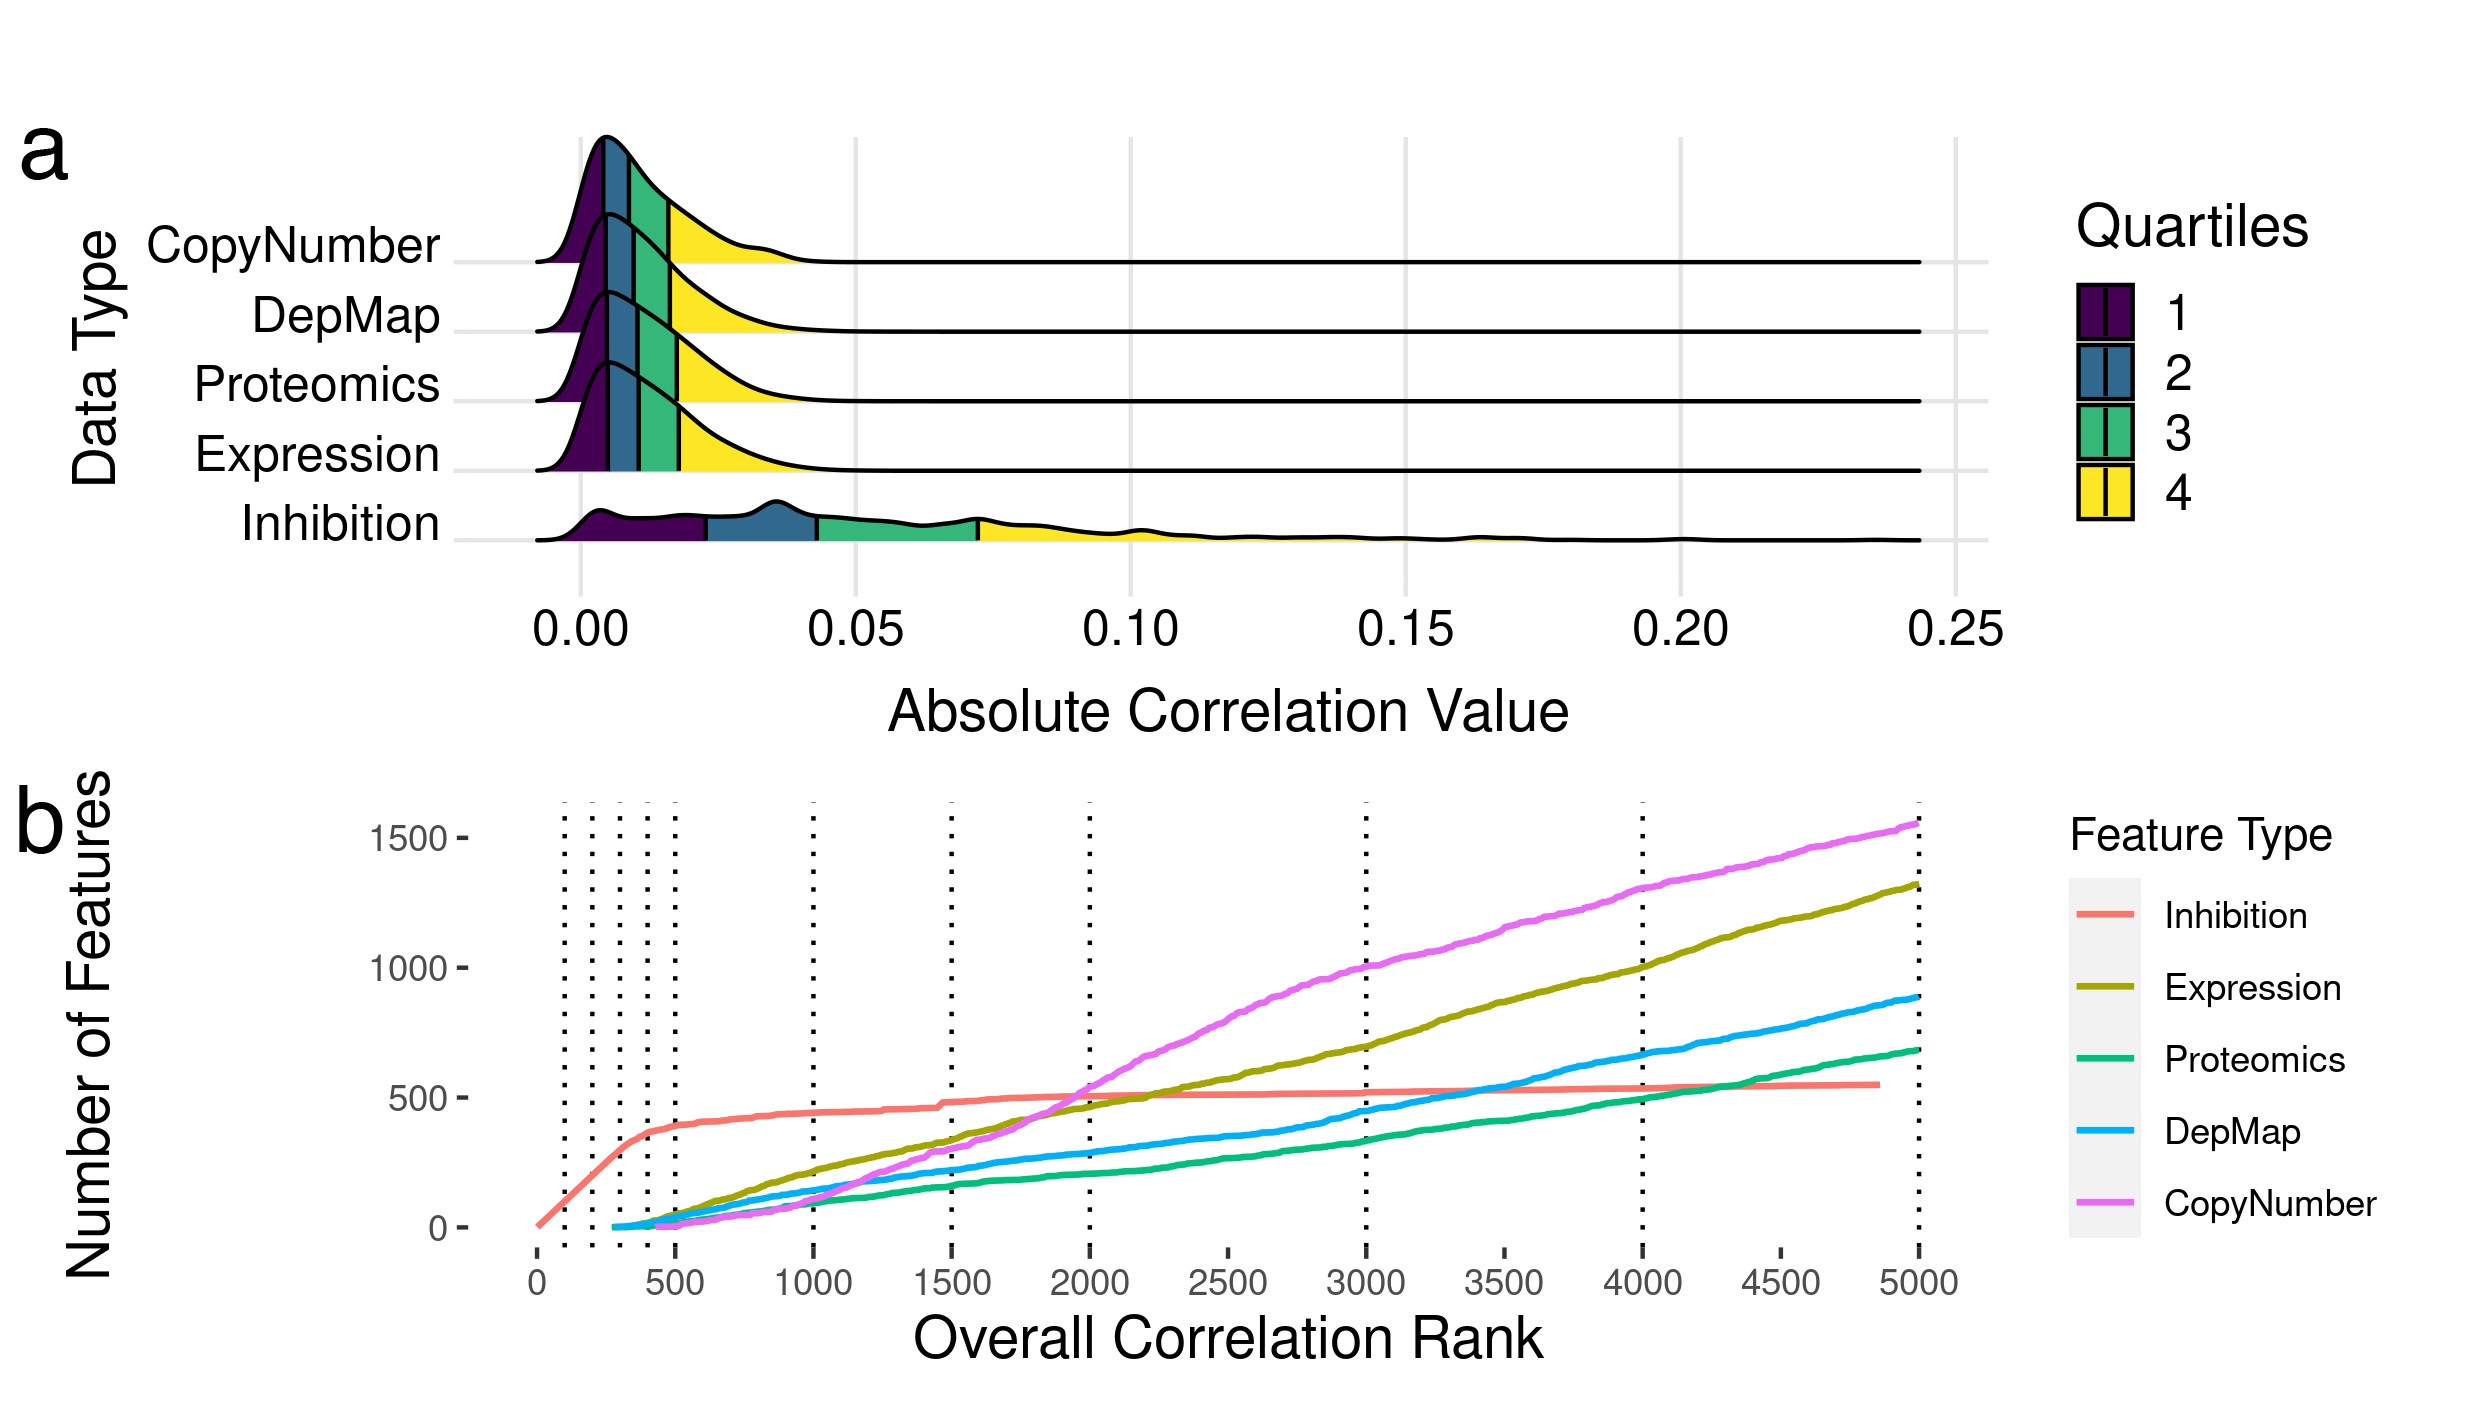 a
Data Type
CopyNumber
DepMap
Proteomics
Expression
Inhibition
0.00 0.05 0.10 0.15 0.20 0.25
Absolute Correlation Value
Quartiles
1
2
3
4
b
Number of Features
1500
1000
500
0
0 500 1000 1500 2000 2500 3000 3500 4000 4500 5000
Overall Correlation Rank
Feature Type
Inhibition
Expression
Proteomics
DepMap
CopyNumber